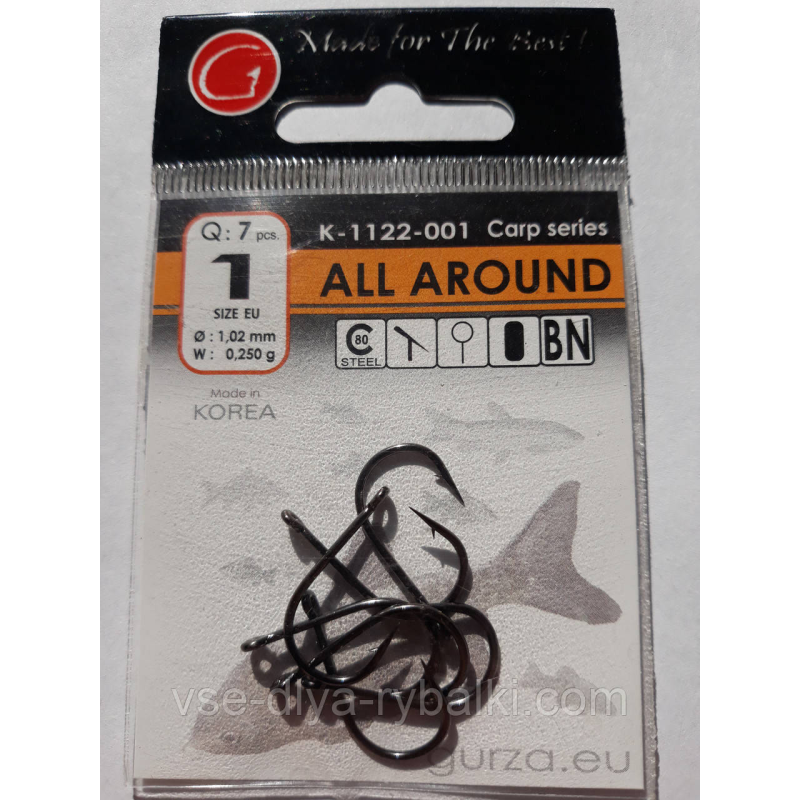 Made for The Best !
Q: 7 pcs.
K-1122-001 Carp series
1
ALL AROUND
SIZE EU
Ø : 1,02 mm
W : 0,250 g
C 80
STEEL
BN
Made in
KOREA
vse-dlya-rybalki.com
gurza.eu